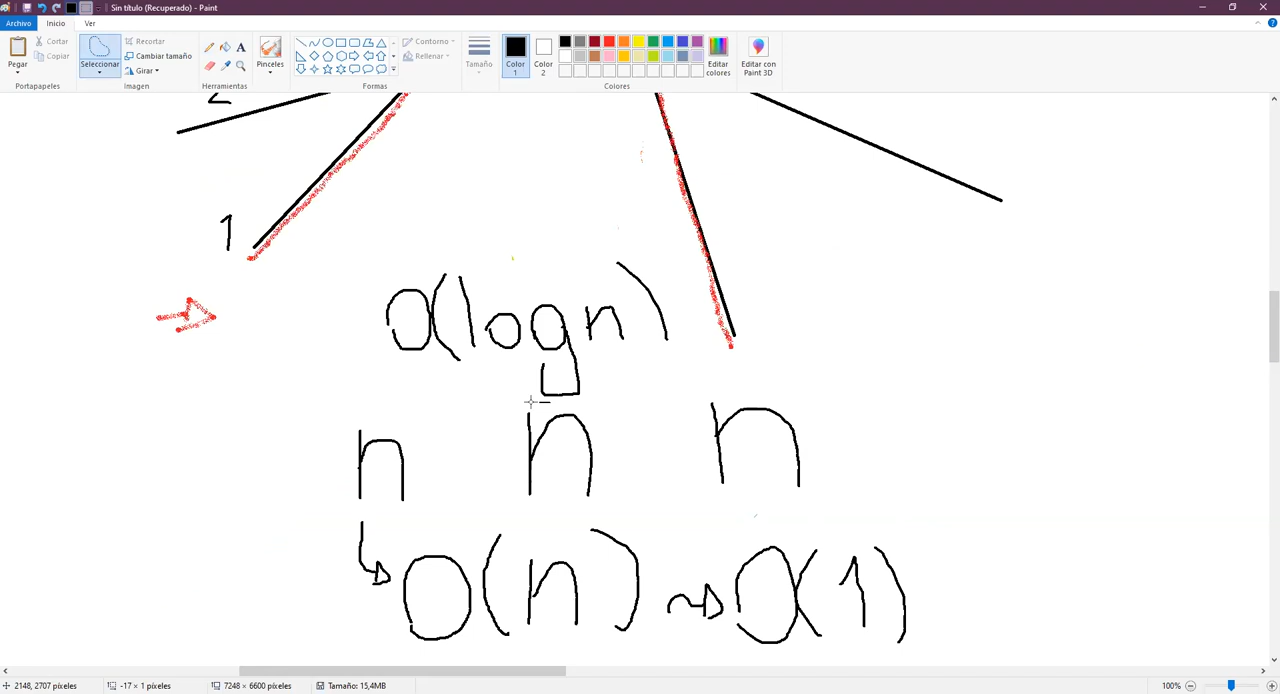 Sin título (Recuperado) - Paint
Archivo Inicio Ver
Pegar
Cortar
Copiar
Seleccionar
Recortar
Cambiar tamaño
Girar
Pinceles
Contorno
Rellenar
Tamaño
Color 1
Color 2
Editar colores
Editar con Paint 3D
Portapapeles Imagen Herramientas Formas Colores
2
1
O(logn)
n n n
O(n) O(1)
2148, 2707 píxeles -17 × 1 píxeles 7248 × 6600 píxeles Tamaño: 15,4MB 100%